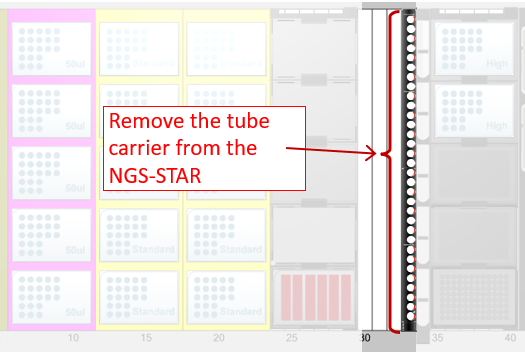 High
50ul
High
50ul
Remove the tube
carrier from the
NGS-STAR
50ul
50ul
Standard
Standard
50ul
Standard
Standard
10
15
20
25
30
35
40